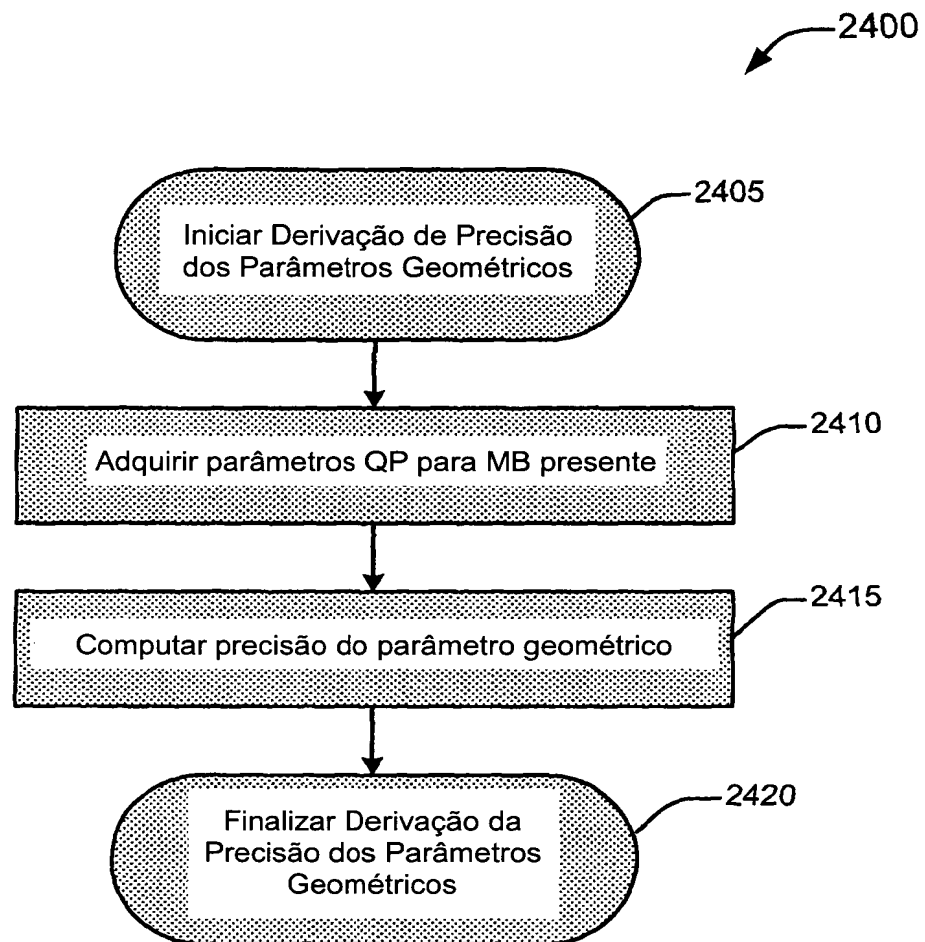 2400
2405
Iniciar Derivação de Precisão
dos Parâmetros Geométricos
2410
Adquirir parâmetros QP para MB presente
2415
Computar precisão do parâmetro geométrico
2420
Finalizar Derivação da
Precisão dos Parâmetros
Geométricos